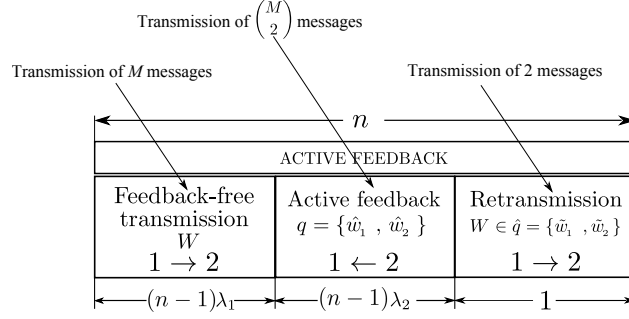 Transmission of (M 2) messages
Transmission of M messages
Transmission of 2 messages
n
ACTIVE FEEDBACK
Feedback-free
transmission
W
1 → 2
Active feedback
q = {ŵ₁ , ŵ₂ }
1 ← 2
Retransmission
W ∈ q̂ = {w̃₁ , w̃₂ }
1 → 2
(n − 1)λ₁
(n − 1)λ₂
1